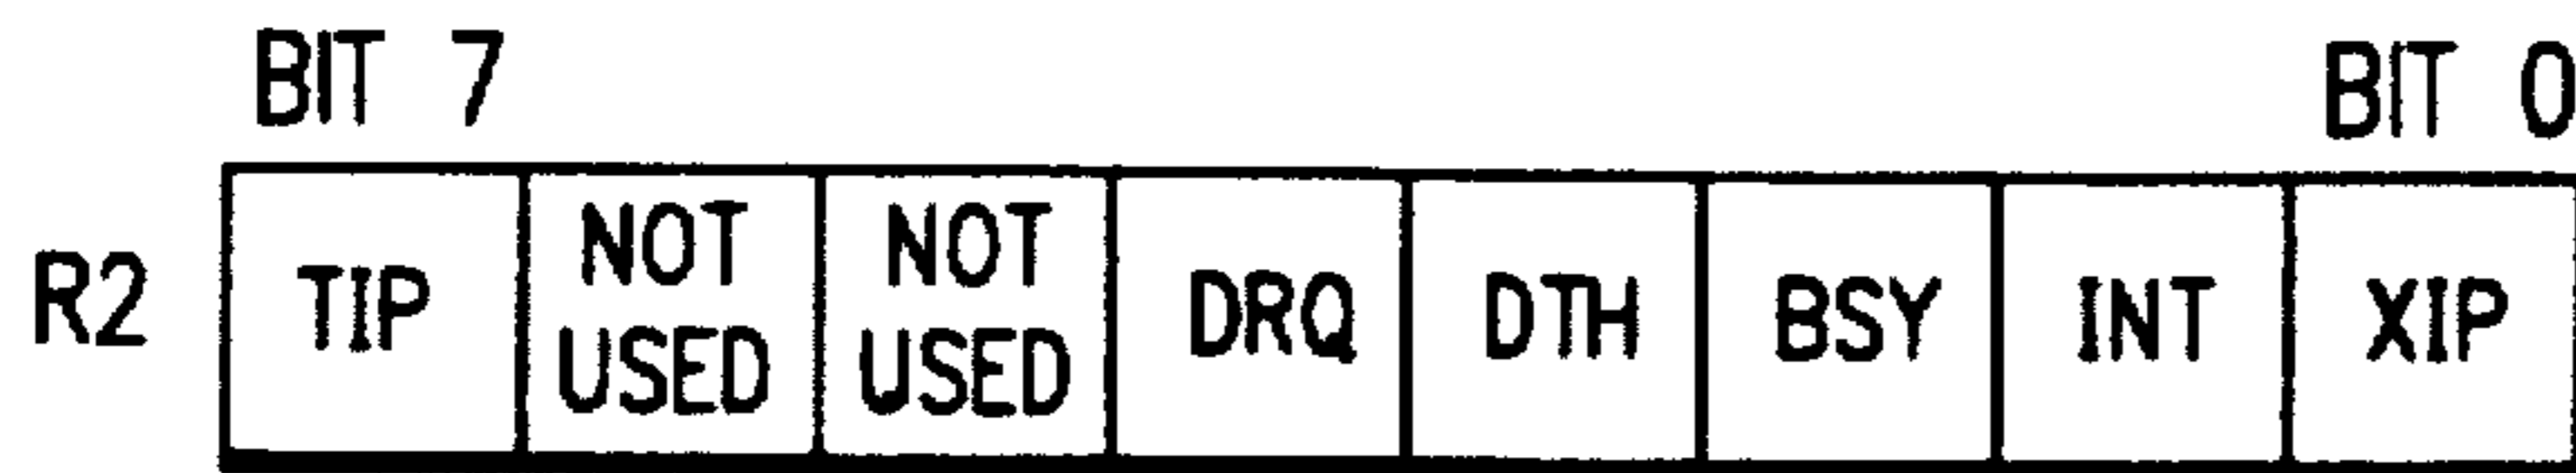 BIT 7 BIT 0
R2 TIP NOT USED NOT USED DRQ DTH BSY INT XIP